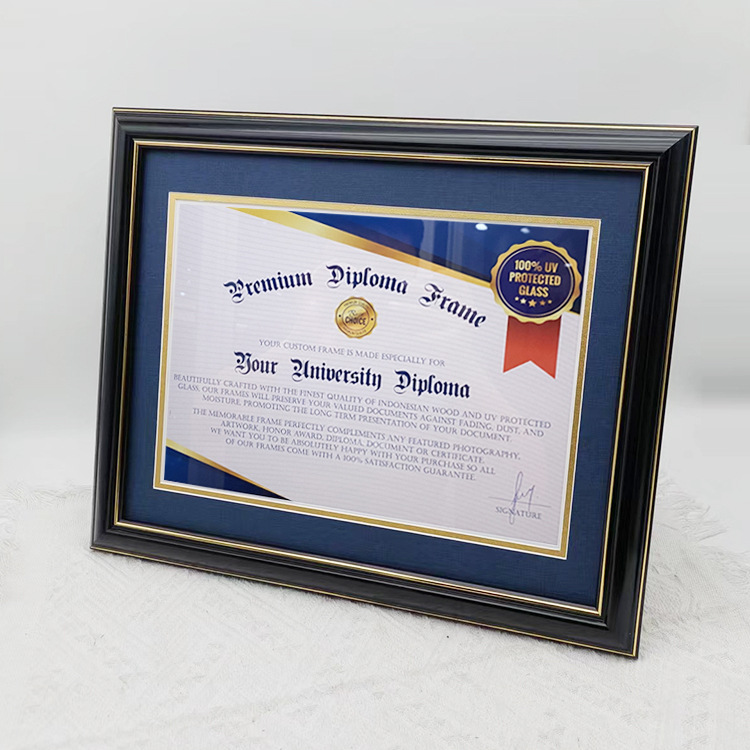 Premium Diploma Frame
100% UV
PROTECTED
GLASS
CHOICE
YOUR CUSTOM FRAME IS MADE ESPECIALLY FOR
Your University Diploma
BEAUTIFULLY CRAFTED WITH THE FINEST QUALITY OF INDONESIAN WOOD AND UV PROTECTED
GLASS, OUR FRAMES WILL PRESERVE YOUR VALUED DOCUMENTS AGAINST FADING, DUST, AND
MOISTURE, PROMOTING THE LONG TERM PRESENTATION OF YOUR DOCUMENT.
THE MEMORABLE FRAME PERFECTLY COMPLEMENTS ANY FEATURED PHOTOGRAPHY,
ARTWORK, HONOR AWARD, DIPLOMA, DOCUMENT OR CERTIFICATE.
WE WANT YOU TO BE ABSOLUTELY HAPPY WITH YOUR PURCHASE SO ALL
OF OUR FRAMES COME WITH A 100% SATISFACTION GUARANTEE.
SIGNATURE